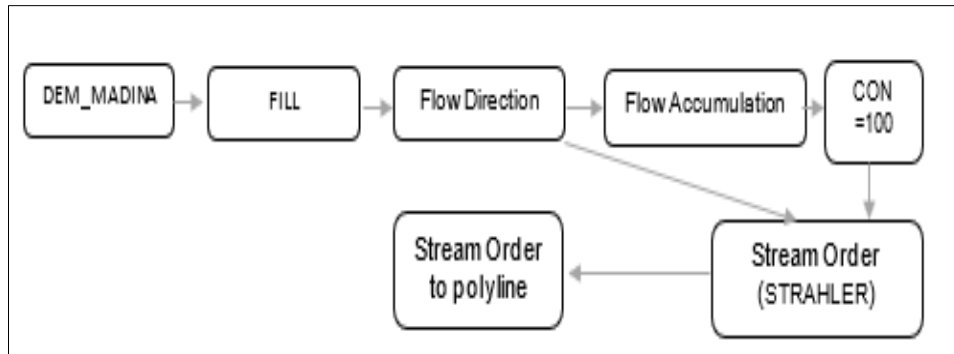 DEM_MADINA
FILL
Flow Direction
Flow Accumulation
CON
=100
Stream Order
to polyline
Stream Order
(STRAHLER)